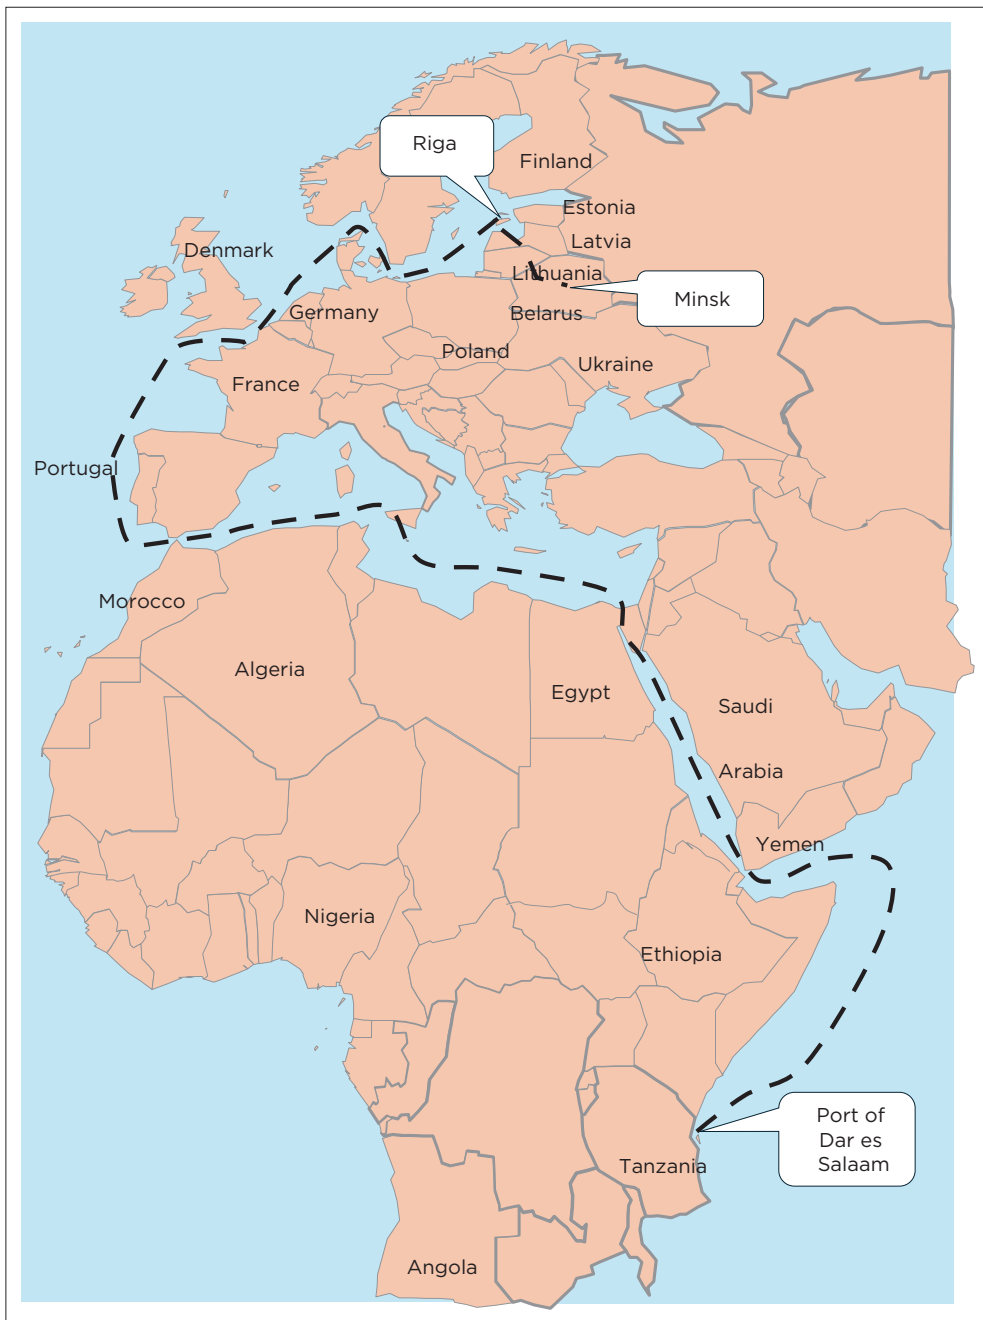 Riga
Finland
Estonia
Denmark
Latvia
Lithuania
Minsk
Germany
Belarus
Poland
Ukraine
France
Portugal
Morocco
Algeria
Egypt
Saudi
Arabia
Yemen
Nigeria
Ethiopia
Port of
Dar es
Salaam
Tanzania
Angola